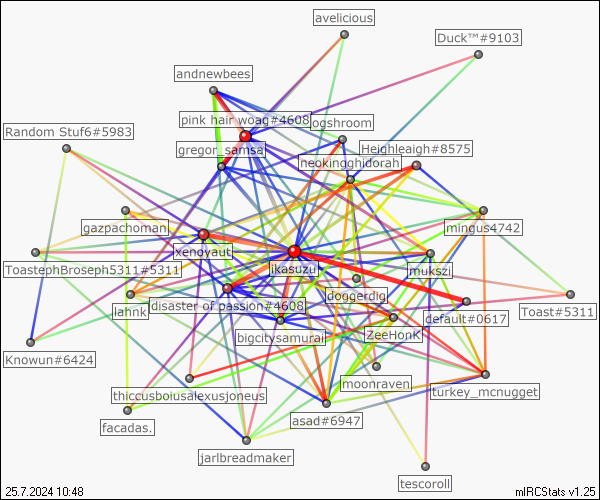 avelicious
Duck™#9103
andnewbees
pink hair woag#4608
ogshroom
Random Stuf6#5983
gregor_samsa
Heighleaigh#8575
neokingghidorah
gazpachoman
mingus4742
xenoyaut
ToastephBroseph5311#5311
ikasuzu
mukszi
lahnk
disaster of passion#4608
doggerdig
default#0617
Toast#5311
bigcitysamurai
ZeeHonK
Knowun#6424
moonraven
turkey_mcnugget
thiccusboiusalexusjoneus
facadas.
asad#6947
jarlbreadmaker
tescoroll
25.7.2024 10:48
mIRCStats v1.25